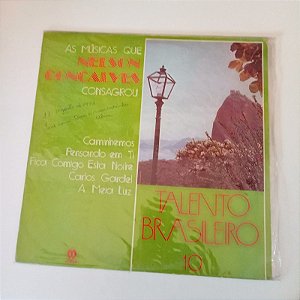 AS MÚSICAS QUE
NELSON
GONÇALVES
CONSAGROU
Caminhemos
Pensando em Ti
Fica Comigo Esta Noite
Carlos Gardel
A Meia Luz
TALENTO
BRASILEIRO
10